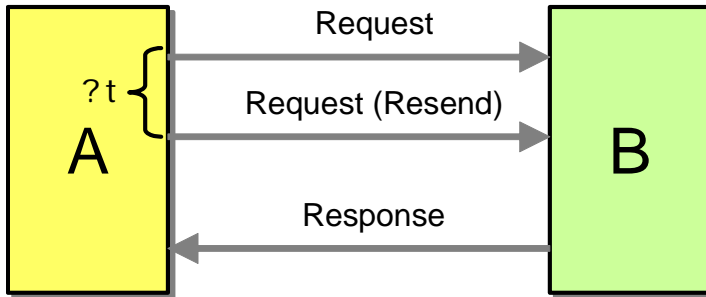 Request
?t
Request (Resend)
A
B
Response